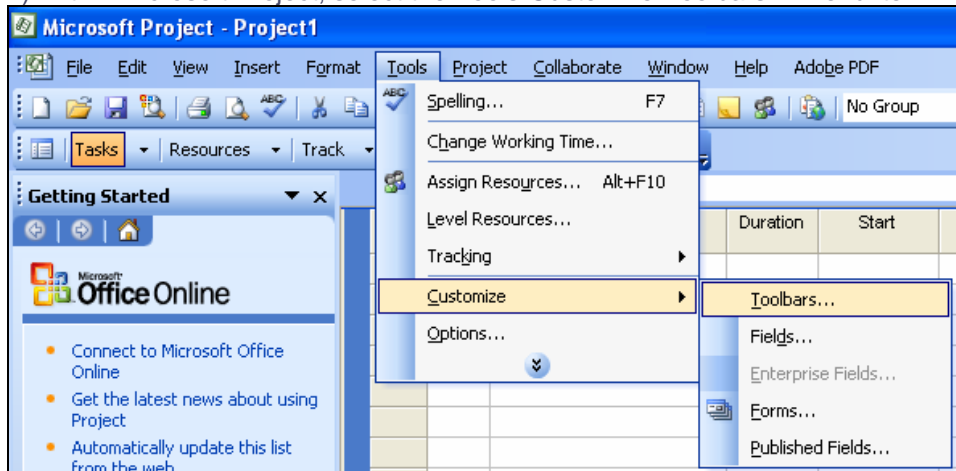 Microsoft Project - Project1
File Edit View Insert Format Tools Project Collaborate Window Help Adobe PDF
No Group
Tasks Resources Track
Getting Started
Microsoft
Office Online
Connect to Microsoft Office
Online
Get the latest news about using
Project
Automatically update this list
from the web
ABC Spelling... F7
Change Working Time...
Assign Resources... Alt+F10
Level Resources...
Tracking
Customize
Options...
Duration Start
Toolbars...
Fields...
Enterprise Fields...
Forms...
Published Fields...